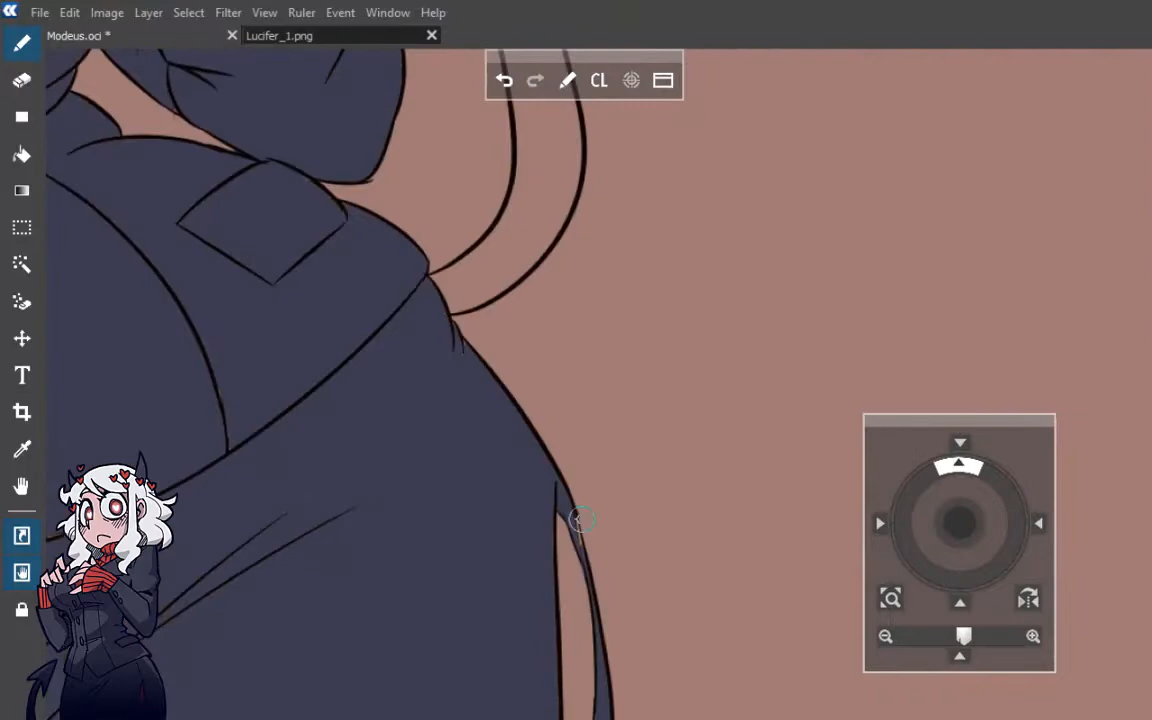 File Edit Image Layer Select Filter View Ruler Event Window Help
Modeus.oci * Lucifer_1.png
CL
T